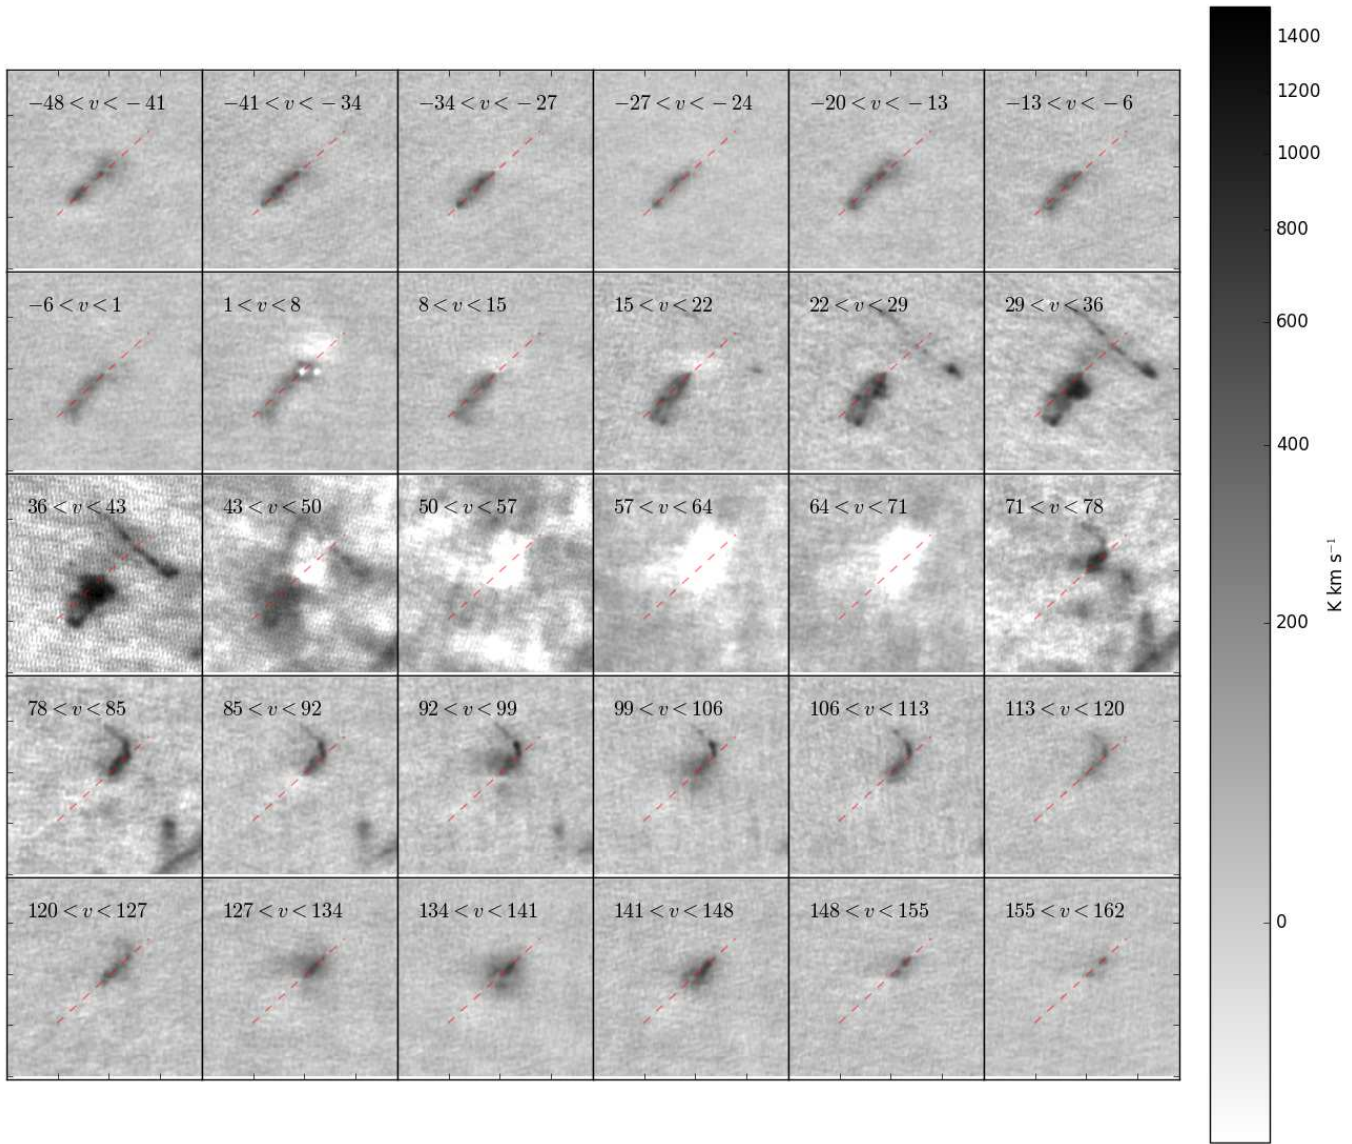 −48 < v < −41
−41 < v < −34
−34 < v < −27
−27 < v < −24
−20 < v < −13
−13 < v < −6
−6 < v < 1
1 < v < 8
8 < v < 15
15 < v < 22
22 < v < 29
29 < v < 36
36 < v < 43
43 < v < 50
50 < v < 57
57 < v < 64
64 < v < 71
71 < v < 78
78 < v < 85
85 < v < 92
92 < v < 99
99 < v < 106
106 < v < 113
113 < v < 120
120 < v < 127
127 < v < 134
134 < v < 141
141 < v < 148
148 < v < 155
155 < v < 162
1400
1200
1000
800
600
400
200
0
K km s⁻¹